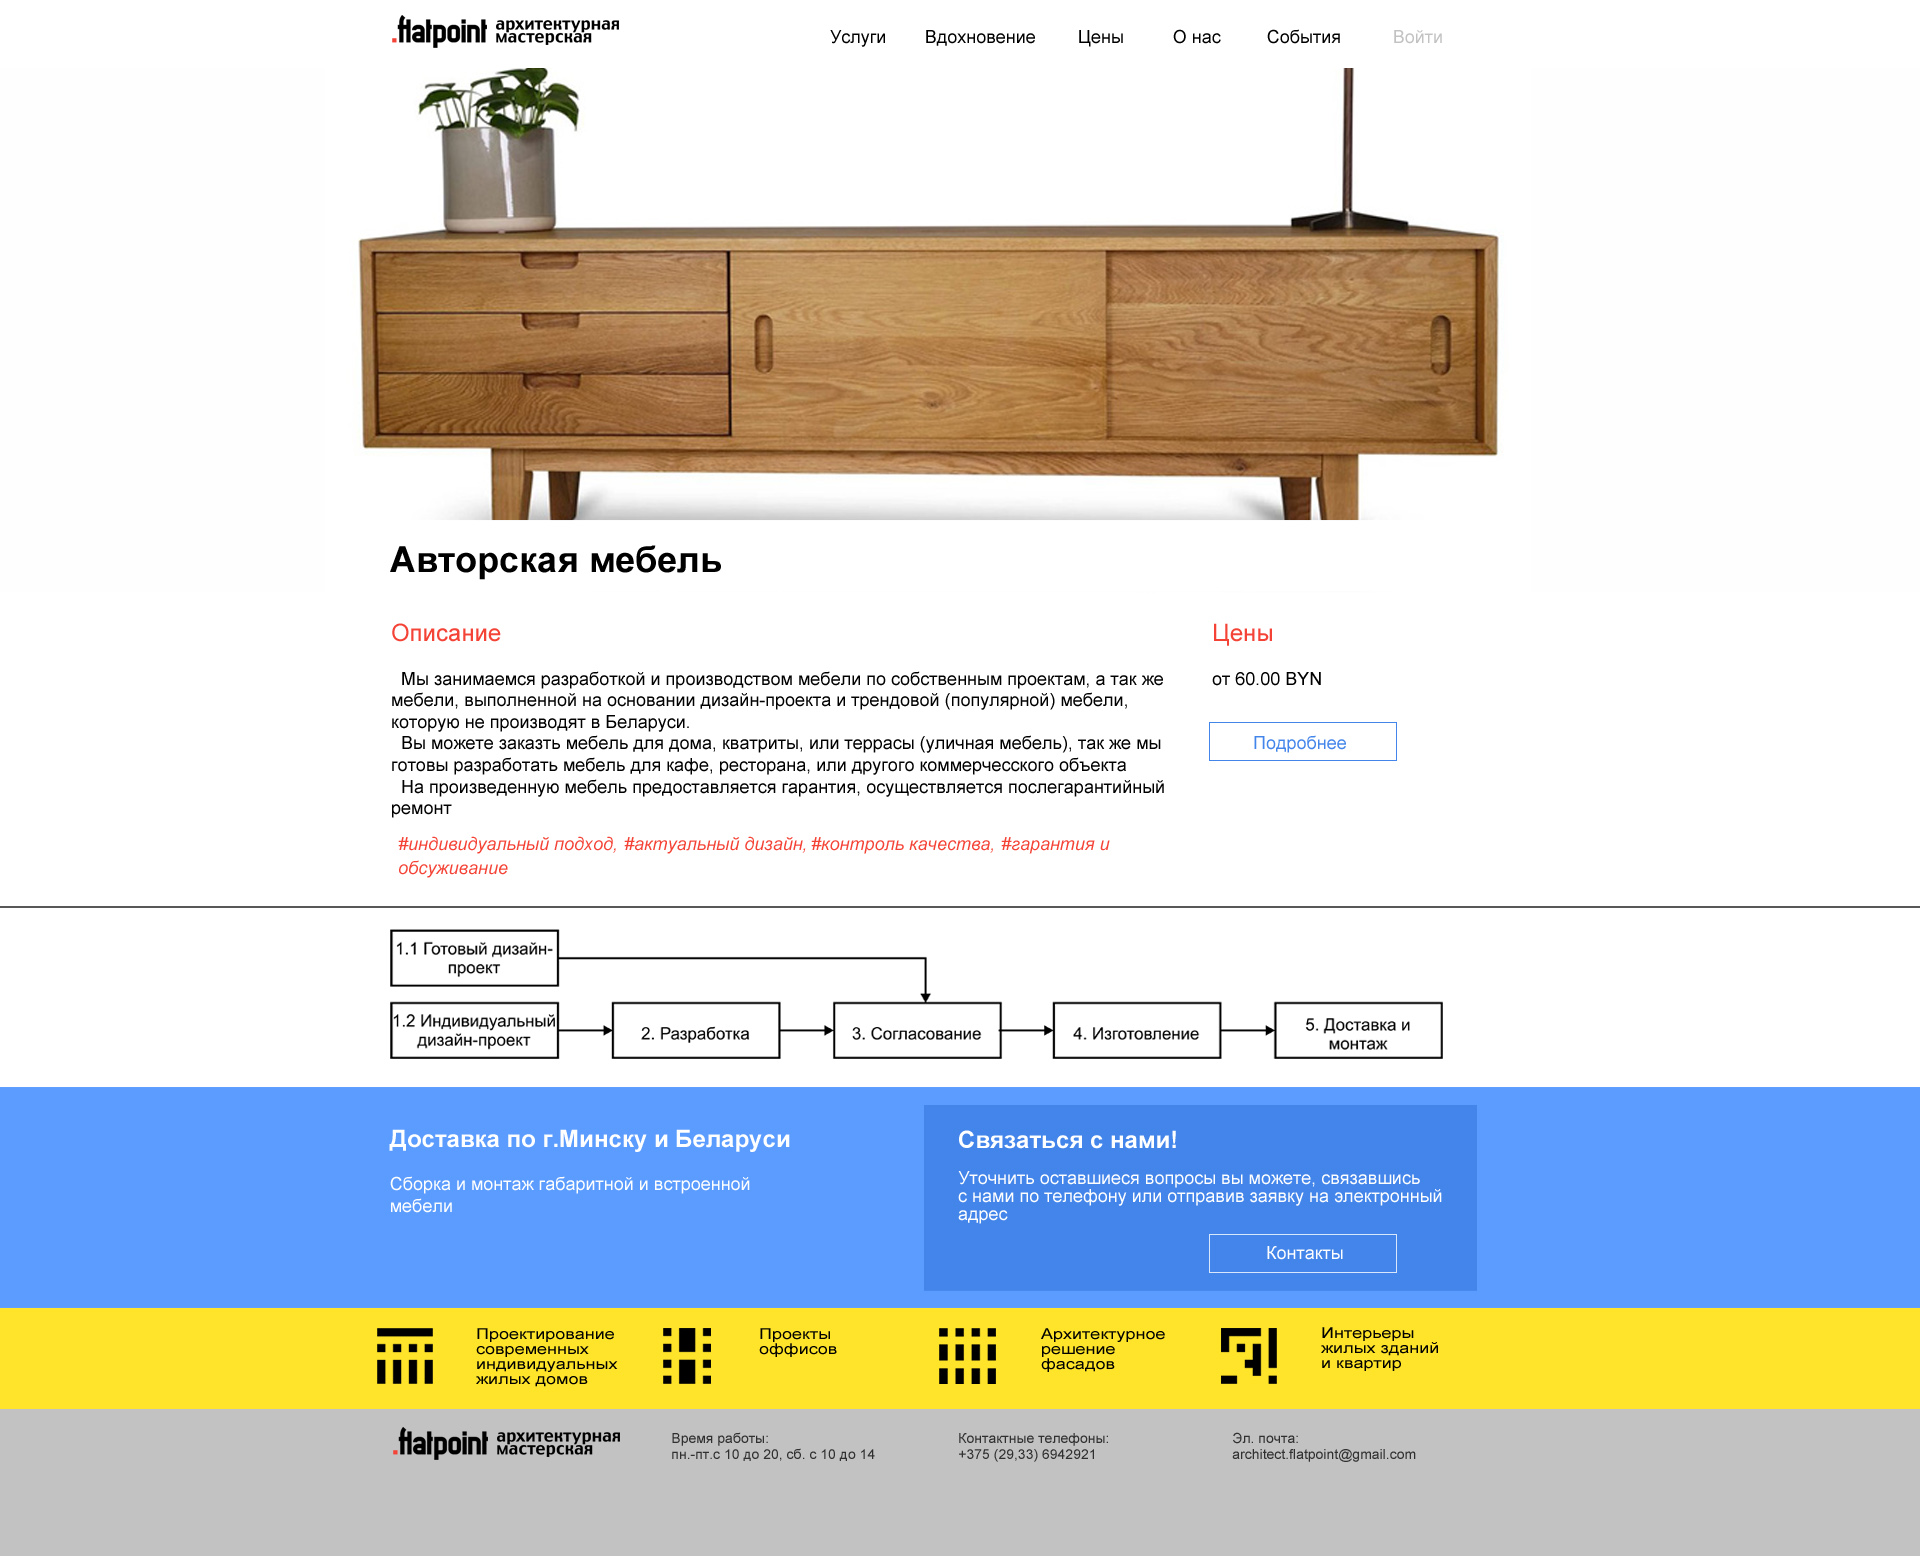 .flatpoint архитектурная
мастерская
Услуги Вдохновение Цены О нас События Войти
Авторская мебель
Описание
Мы занимаемся разработкой и производством мебели по собственным проектам, а так же
мебели, выполненной на основании дизайн-проекта и трендовой (популярной) мебели,
которую не производят в Беларуси.
Вы можете заказть мебель для дома, кватриты, или террасы (уличная мебель), так же мы
готовы разработать мебель для кафе, ресторана, или другого коммерчесского объекта
На произведенную мебель предоставляется гарантия, осуществляется послегарантийный
ремонт
#индивидуальный подход, #актуальный дизайн, #контроль качества, #гарантия и
обсуживание
Цены
от 60.00 BYN
Подробнее
1.1 Готовый дизайн-
проект
1.2 Индивидуальный
дизайн-проект
2. Разработка
3. Согласование
4. Изготовление
5. Доставка и
монтаж
Доставка по г.Минску и Беларуси
Сборка и монтаж габаритной и встроенной
мебели
Связаться с нами!
Уточнить оставшиеся вопросы вы можете, связавшись
с нами по телефону или отправив заявку на электронный
адрес
Контакты
Проектирование
современных
индивидуальных
жилых домов
Проекты
оффисов
Архитектурное
решение
фасадов
Интерьеры
жилых зданий
и квартир
.flatpoint архитектурная
мастерская
Время работы:
пн.-пт.с 10 до 20, сб. с 10 до 14
Контактные телефоны:
+375 (29,33) 6942921
Эл. почта:
architect.flatpoint@gmail.com